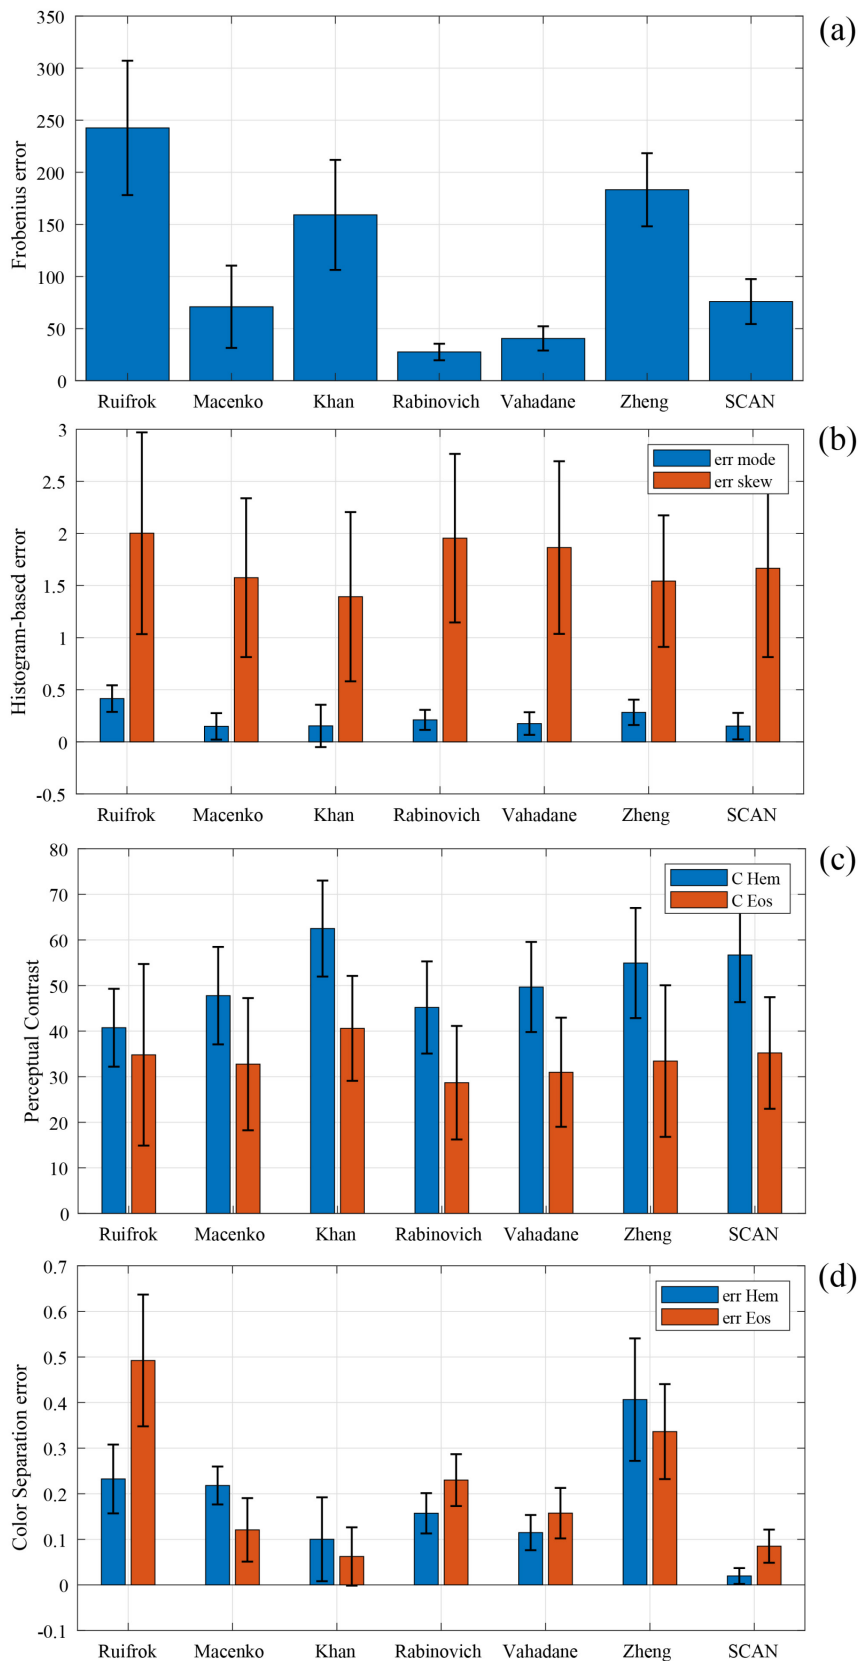 (a)
350
300
250
200
150
100
50
0
Frobenius error
Ruifrok Macenko Khan Rabinovich Vahadane Zheng SCAN
(b)
3
2.5
2
1.5
1
0.5
0
-0.5
Histogram-based error
err mode
err skew
Ruifrok Macenko Khan Rabinovich Vahadane Zheng SCAN
(c)
80
70
60
50
40
30
20
10
0
Perceptual Contrast
C Hem
C Eos
Ruifrok Macenko Khan Rabinovich Vahadane Zheng SCAN
(d)
0.7
0.6
0.5
0.4
0.3
0.2
0.1
0
-0.1
Color Separation error
err Hem
err Eos
Ruifrok Macenko Khan Rabinovich Vahadane Zheng SCAN